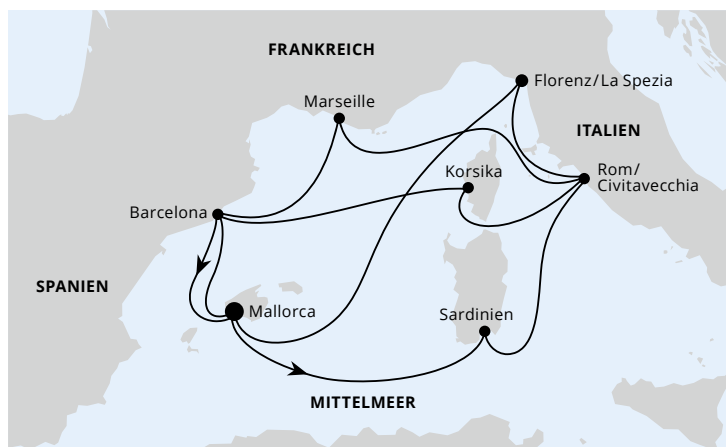 FRANKREICH
Florenz/La Spezia
Marseille
ITALIEN
Korsika
Rom/
Civitavecchia
Barcelona
SPANIEN
Mallorca
Sardinien
MITTELMEER